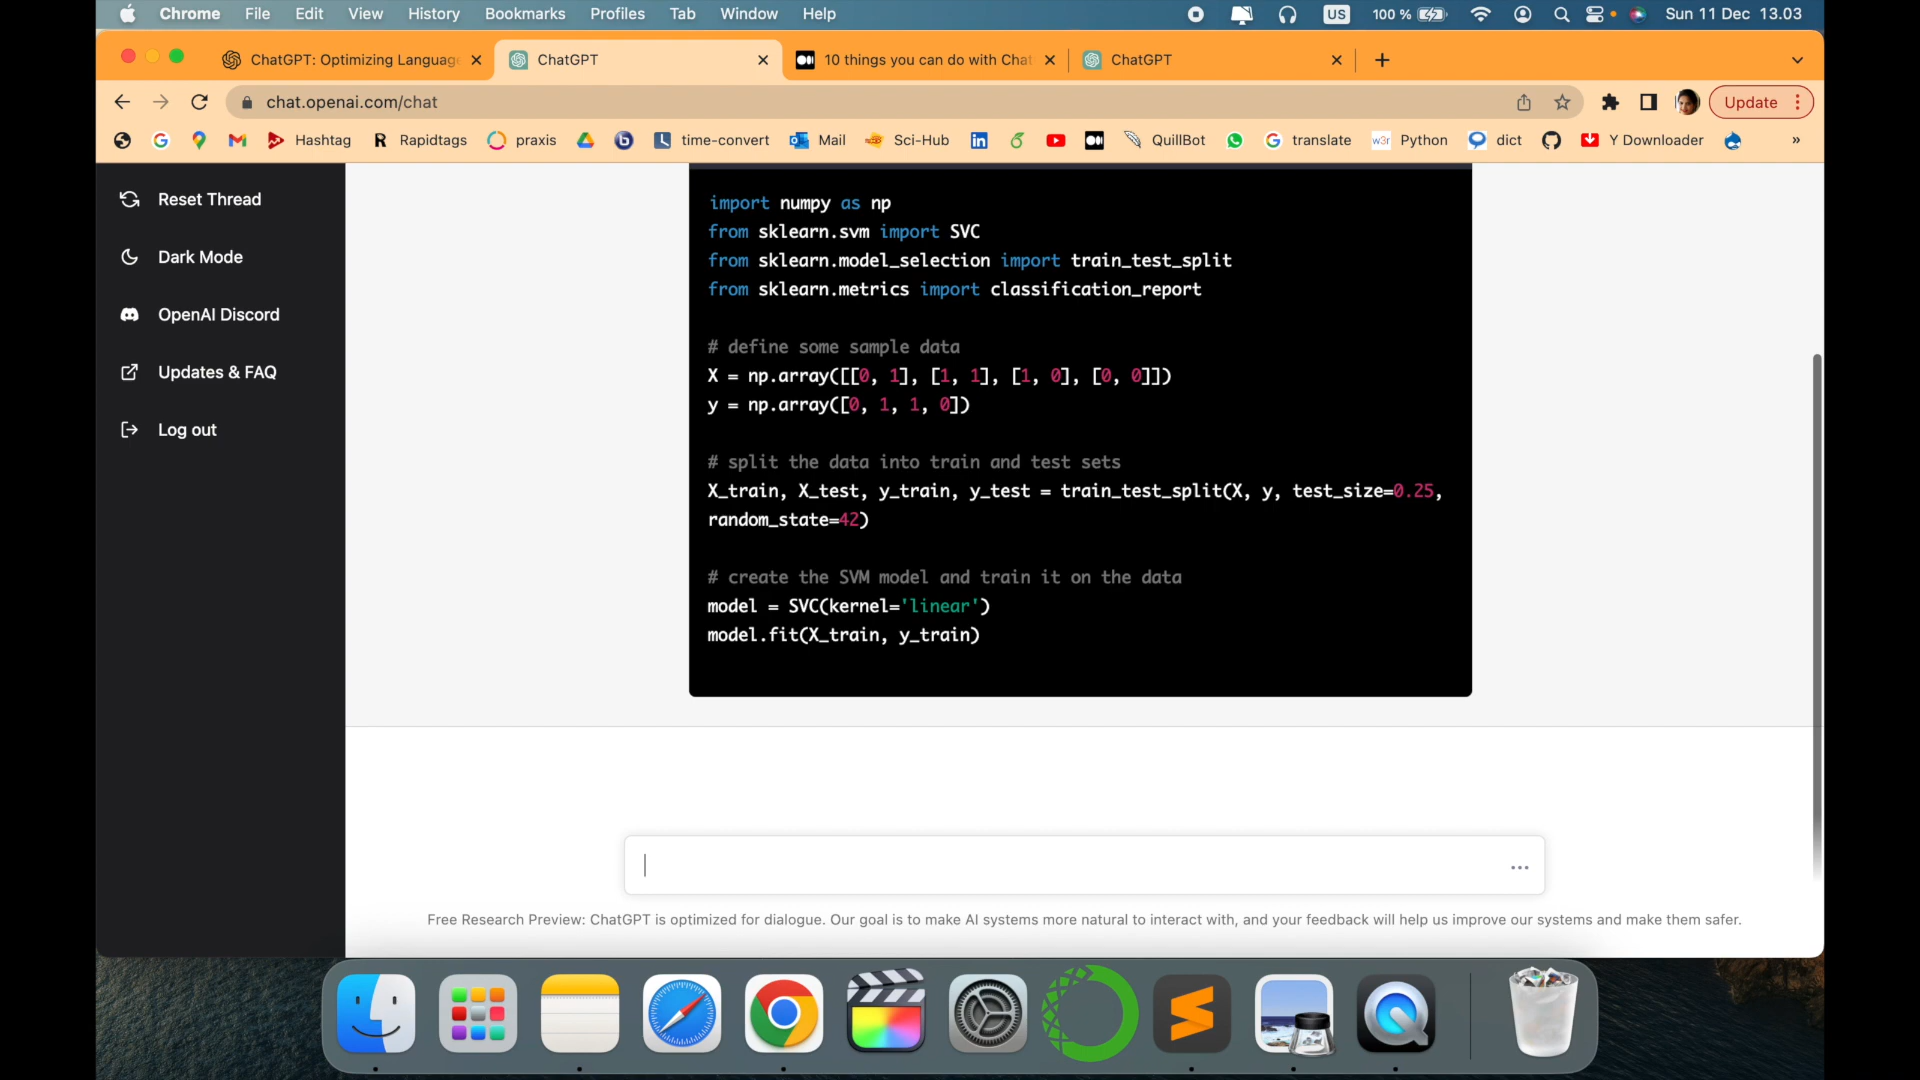 Chrome File Edit View History Bookmarks Profiles Tab Window Help US 100 % Sun 11 Dec 13.03
ChatGPT: Optimizing Languag ChatGPT 10 things you can do with Chat ChatGPT
chat.openai.com/chat Update
Hashtag R Rapidtags praxis b L time-convert Mail Sci-Hub in QuillBot translate w3r Python dict Y Downloader »
Reset Thread
Dark Mode
OpenAI Discord
Updates & FAQ
Log out
import numpy as np
from sklearn.svm import SVC
from sklearn.model_selection import train_test_split
from sklearn.metrics import classification_report
# define some sample data
X = np.array([[0, 1], [1, 1], [1, 0], [0, 0]])
y = np.array([0, 1, 1, 0])
# split the data into train and test sets
X_train, X_test, y_train, y_test = train_test_split(X, y, test_size=0.25,
random_state=42)
# create the SVM model and train it on the data
model = SVC(kernel='linear')
model.fit(X_train, y_train)
...
Free Research Preview: ChatGPT is optimized for dialogue. Our goal is to make AI systems more natural to interact with, and your feedback will help us improve our systems and make them safer.